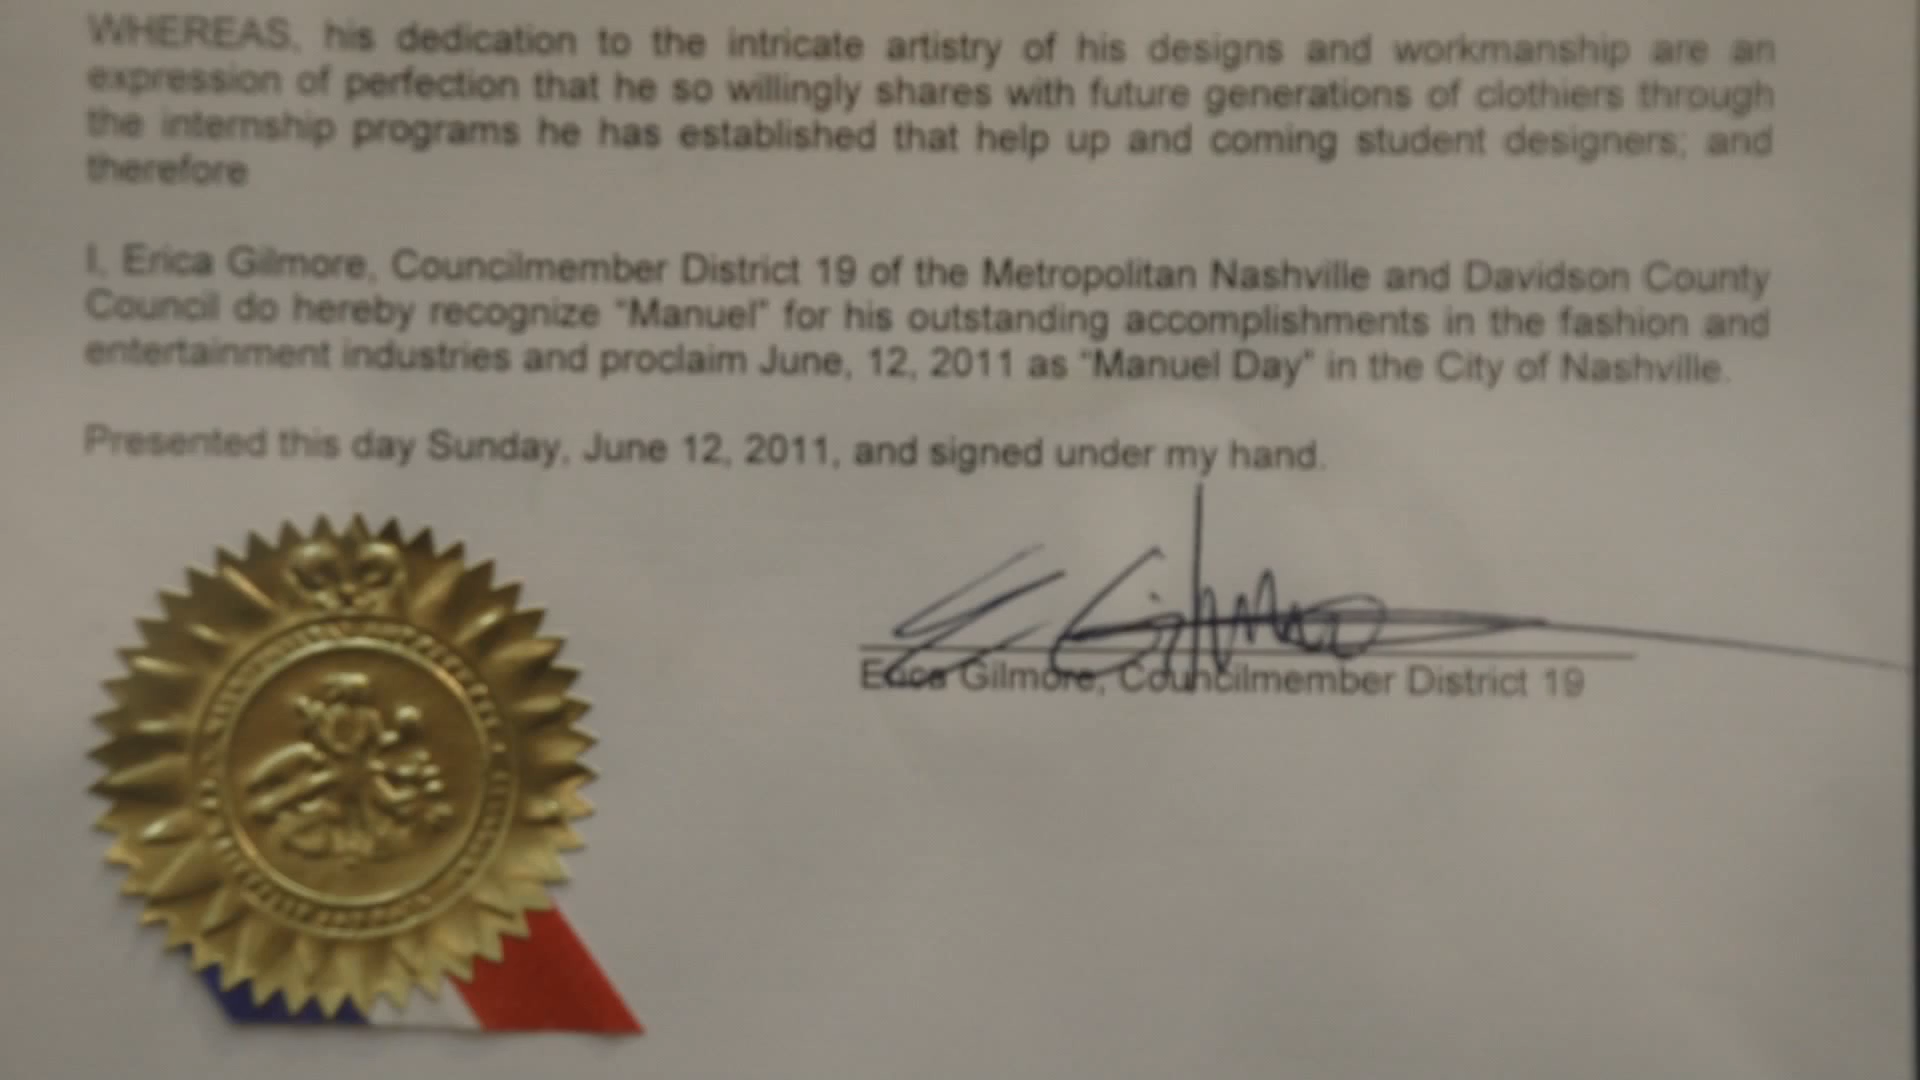 WHEREAS, his dedication to the intricate artistry of his designs and workmanship are an
expression of perfection that he so willingly shares with future generations of clothiers through
the internship programs he has established that help up and coming student designers; and
therefore
I, Erica Gilmore, Councilmember District 19 of the Metropolitan Nashville and Davidson County
Council do hereby recognize "Manuel" for his outstanding accomplishments in the fashion and
entertainment industries and proclaim June, 12, 2011 as "Manuel Day" in the City of Nashville.
Presented this day Sunday, June 12, 2011, and signed under my hand.
E Gilmore
Erica Gilmore, Councilmember District 19